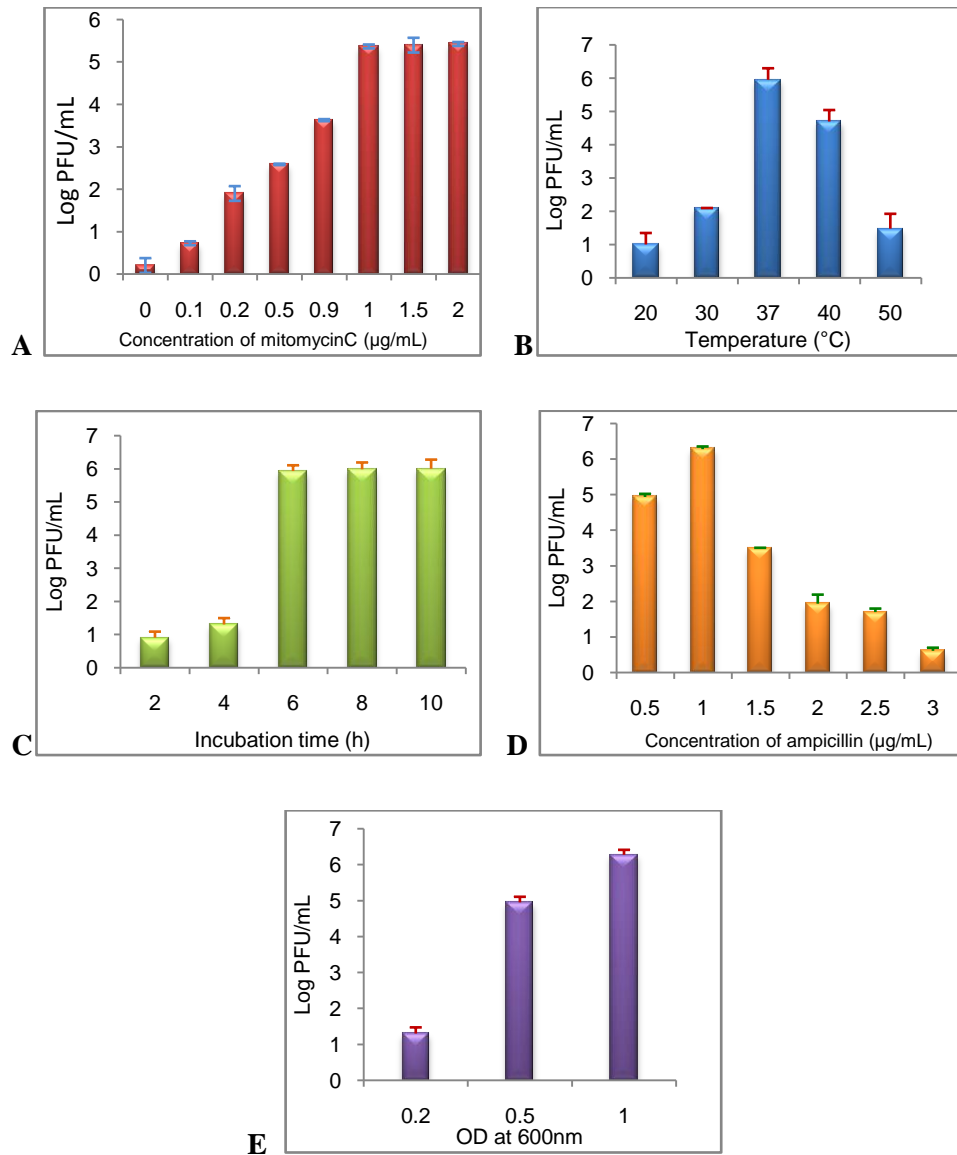 Log PFU/mL
6
5
4
3
2
1
0
0 0.1 0.2 0.5 0.9 1 1.5 2
Concentration of mitomycinC (µg/mL)
A
Log PFU/mL
7
6
5
4
3
2
1
0
20 30 37 40 50
Temperature (°C)
B
Log PFU/mL
7
6
5
4
3
2
1
0
2 4 6 8 10
Incubation time (h)
C
Log PFU/mL
7
6
5
4
3
2
1
0
0.5 1 1.5 2 2.5 3
Concentration of ampicillin (µg/mL)
D
Log PFU/mL
7
6
5
4
3
2
1
0
0.2 0.5 1
OD at 600nm
E